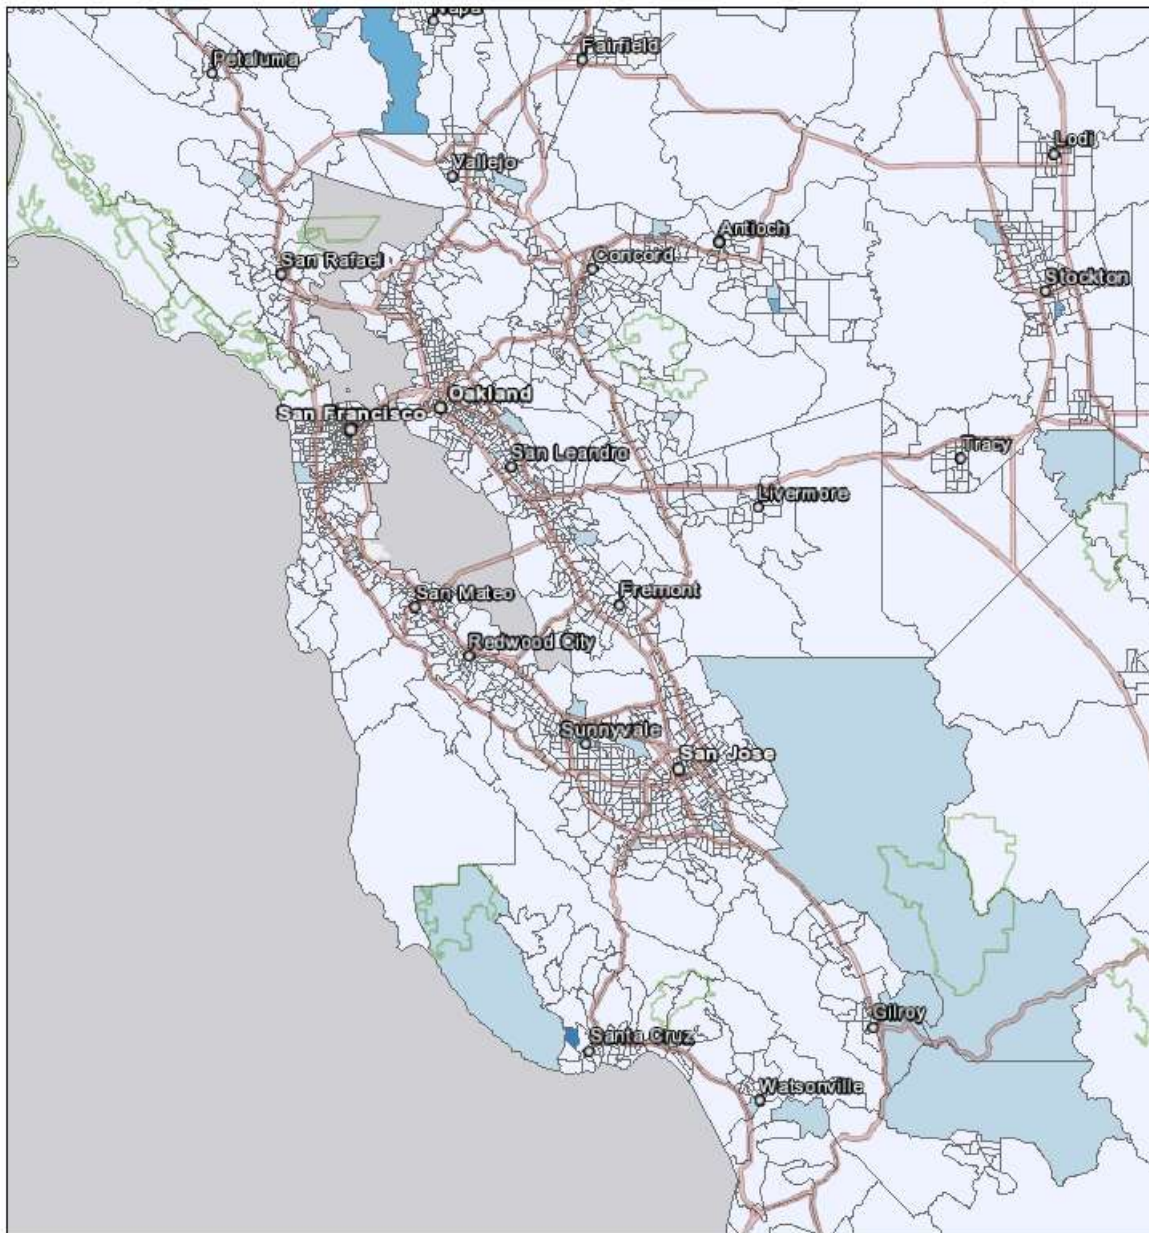 Napa
Fairfield
Petaluma
Lodi
Vallejo
Antioch
San Rafael
Concord
Stockton
Oakland
San Francisco
San Leandro
Tracy
Livermore
San Mateo
Fremont
Redwood City
Sunnyvale
San Jose
Gilroy
Santa Cruz
Watsonville